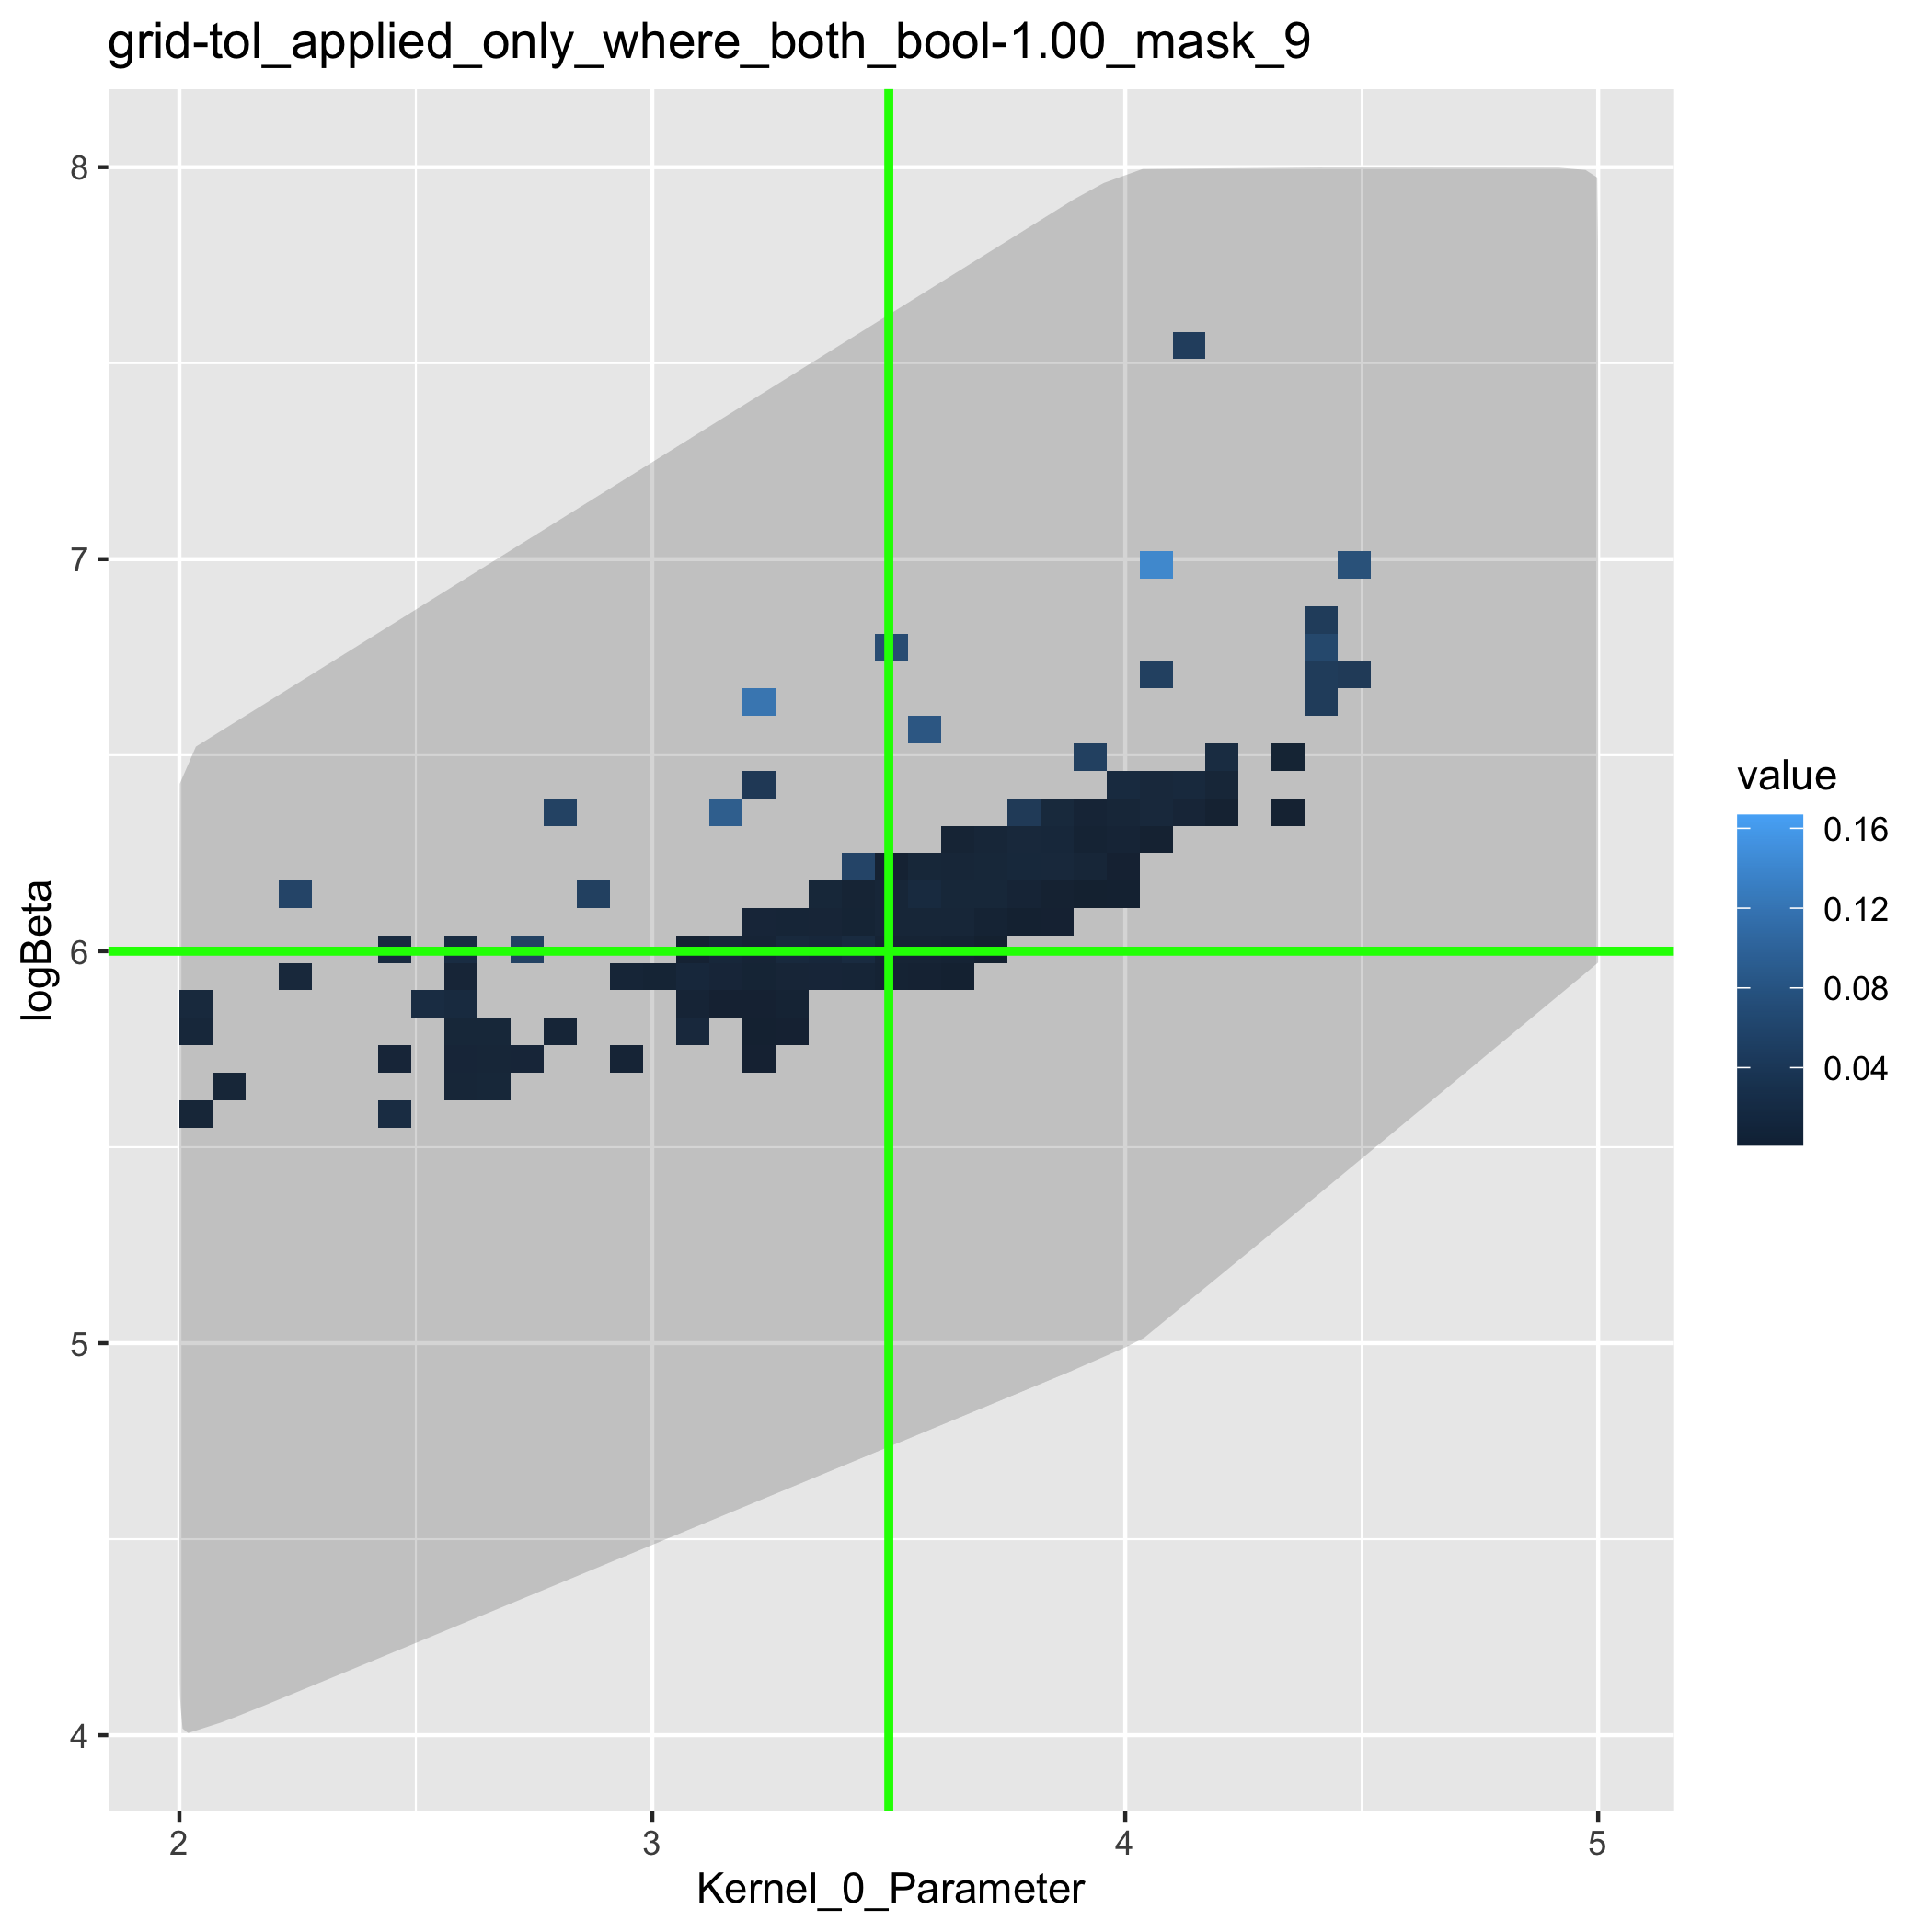 grid-tol_applied_only_where_both_bool-1.00_mask_9
8
7
6
5
4
logBeta
2 3 4 5
Kernel_0_Parameter
value
0.16
0.12
0.08
0.04